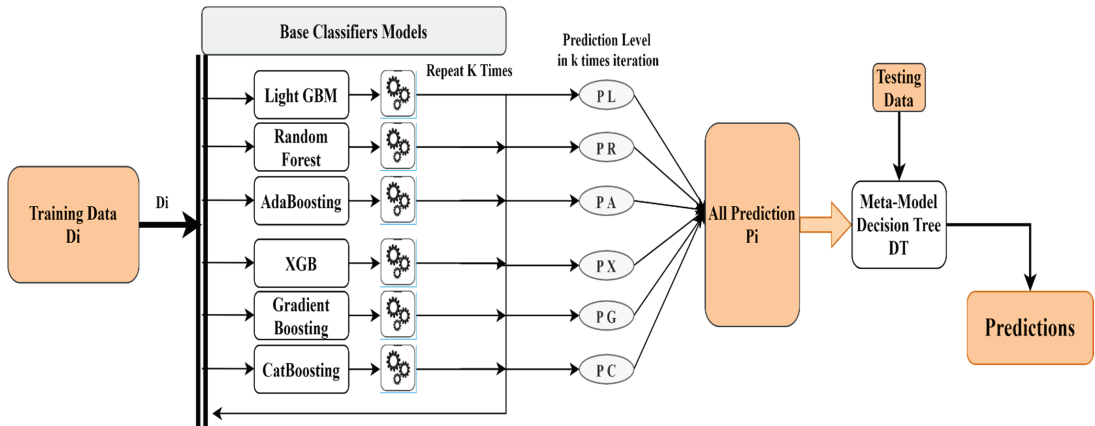 Base Classifiers Models
Prediction Level
in k times iteration
Repeat K Times
Testing
Data
Light GBM
P L
Random
Forest
P R
Training Data
Di
Di
AdaBoosting
P A
All Prediction
Pi
Meta-Model
Decision Tree
DT
XGB
P X
Gradient
Boosting
P G
Predictions
CatBoosting
P C